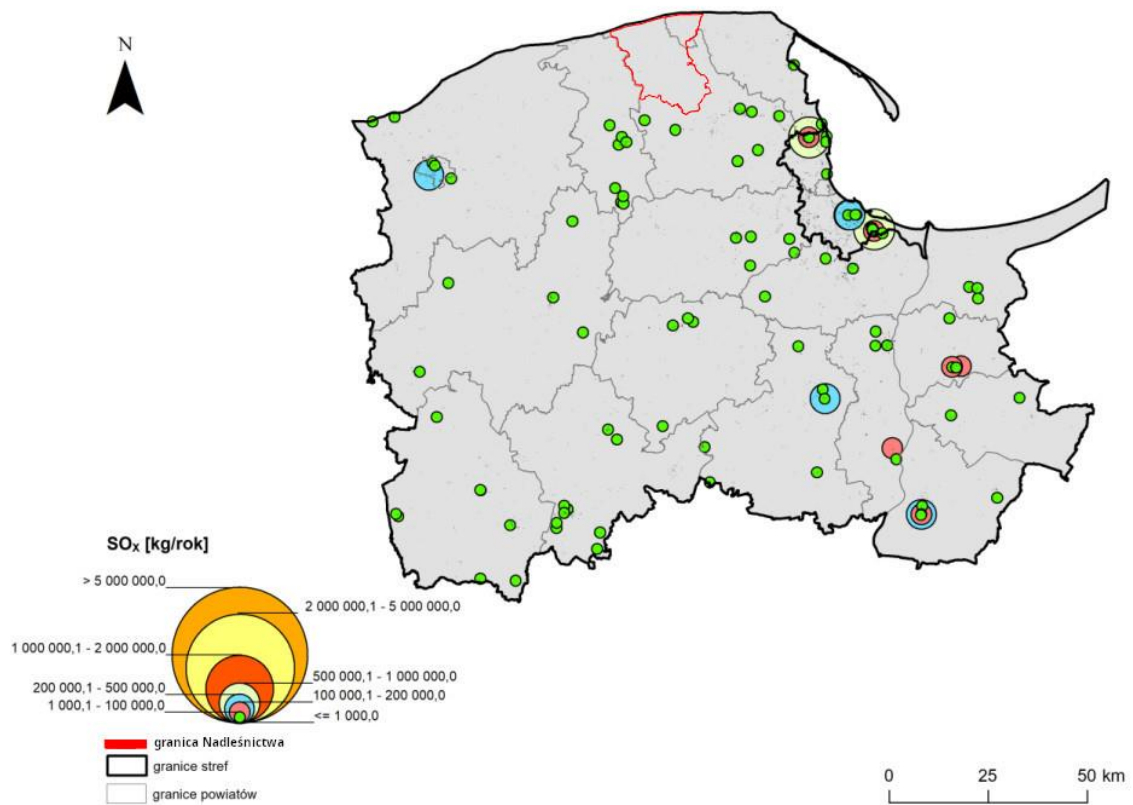 N
SOx [kg/rok]
> 5 000 000,0
2 000 000,1 - 5 000 000,0
1 000 000,1 - 2 000 000,0
500 000,1 - 1 000 000,0
200 000,1 - 500 000,0
100 000,1 - 200 000,0
1 000,1 - 100 000,0
<= 1 000,0
granica Nadleśnictwa
granice stref
granice powiatów
0 25 50 km